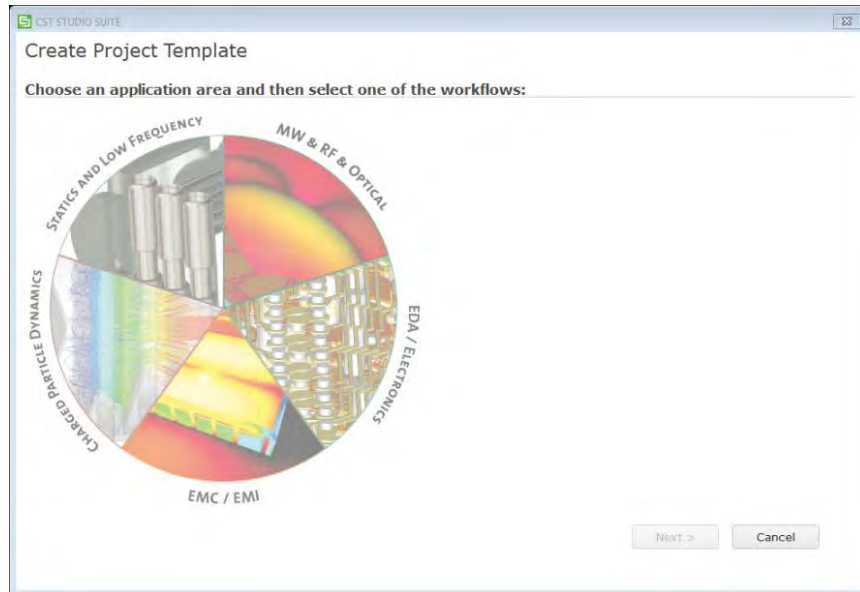 CST STUDIO SUITE
Create Project Template
Choose an application area and then select one of the workflows:
STATICS AND LOW FREQUENCY
MW & RF & OPTICAL
CHARGED PARTICLE DYNAMICS
EDA / ELECTRONICS
EMC / EMI
Next >
Cancel